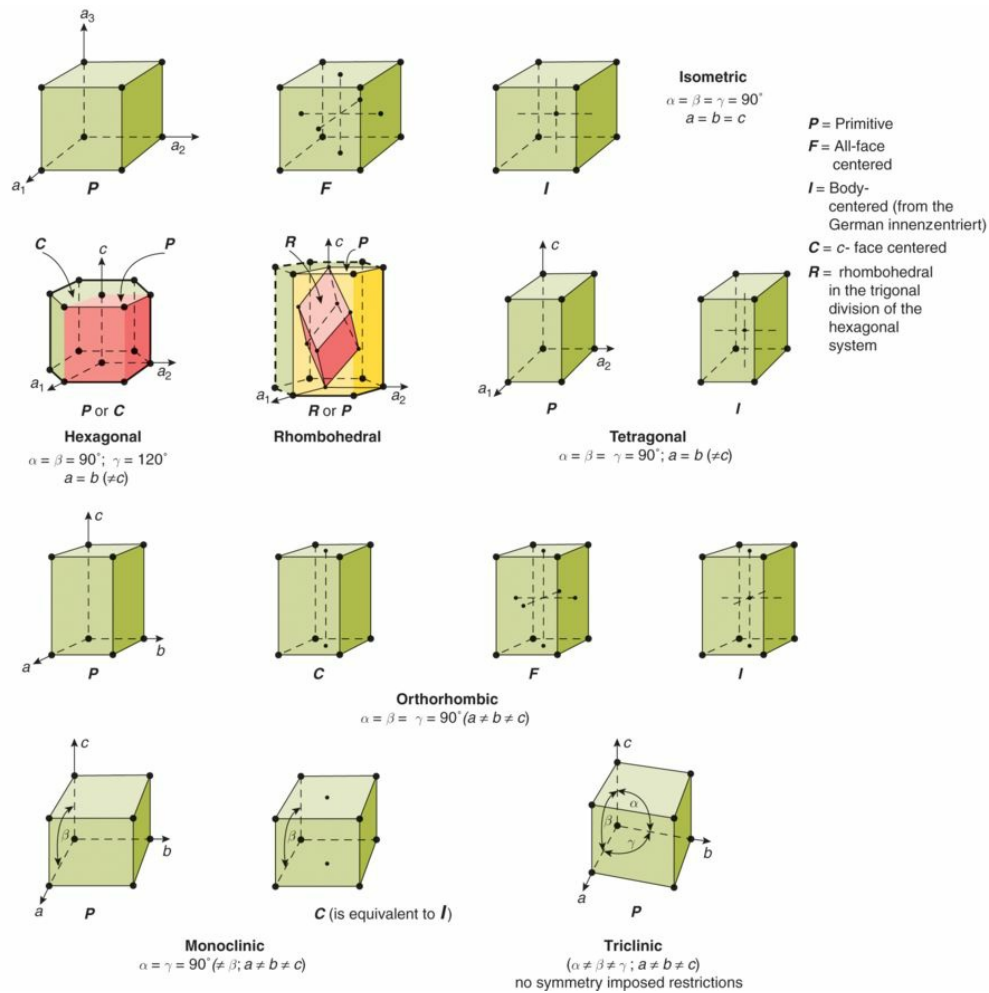 a3
a2
a1
P
F
I
Isometric
α = β = γ = 90°
a = b = c
P = Primitive
F = All-face
centered
I = Body-
centered (from the
German innenzentriert)
C = c- face centered
R = rhombohedral
in the trigonal
division of the
hexagonal
system
C
c
P
a1
a2
P or C
Hexagonal
α = β = 90°; γ = 120°
a = b (≠c)
R
c
P
a1
a2
R or P
Rhombohedral
c
a2
a1
P
I
Tetragonal
α = β = γ = 90°; a = b (≠c)
c
b
a
P
C
F
I
Orthorhombic
α = β = γ = 90°(a ≠ b ≠ c)
c
β
b
a
P
β
C (is equivalent to I)
Monoclinic
α = γ = 90°(≠ β; a ≠ b ≠ c)
c
α
β
γ
b
a
P
Triclinic
(α ≠ β ≠ γ ; a ≠ b ≠ c)
no symmetry imposed restrictions